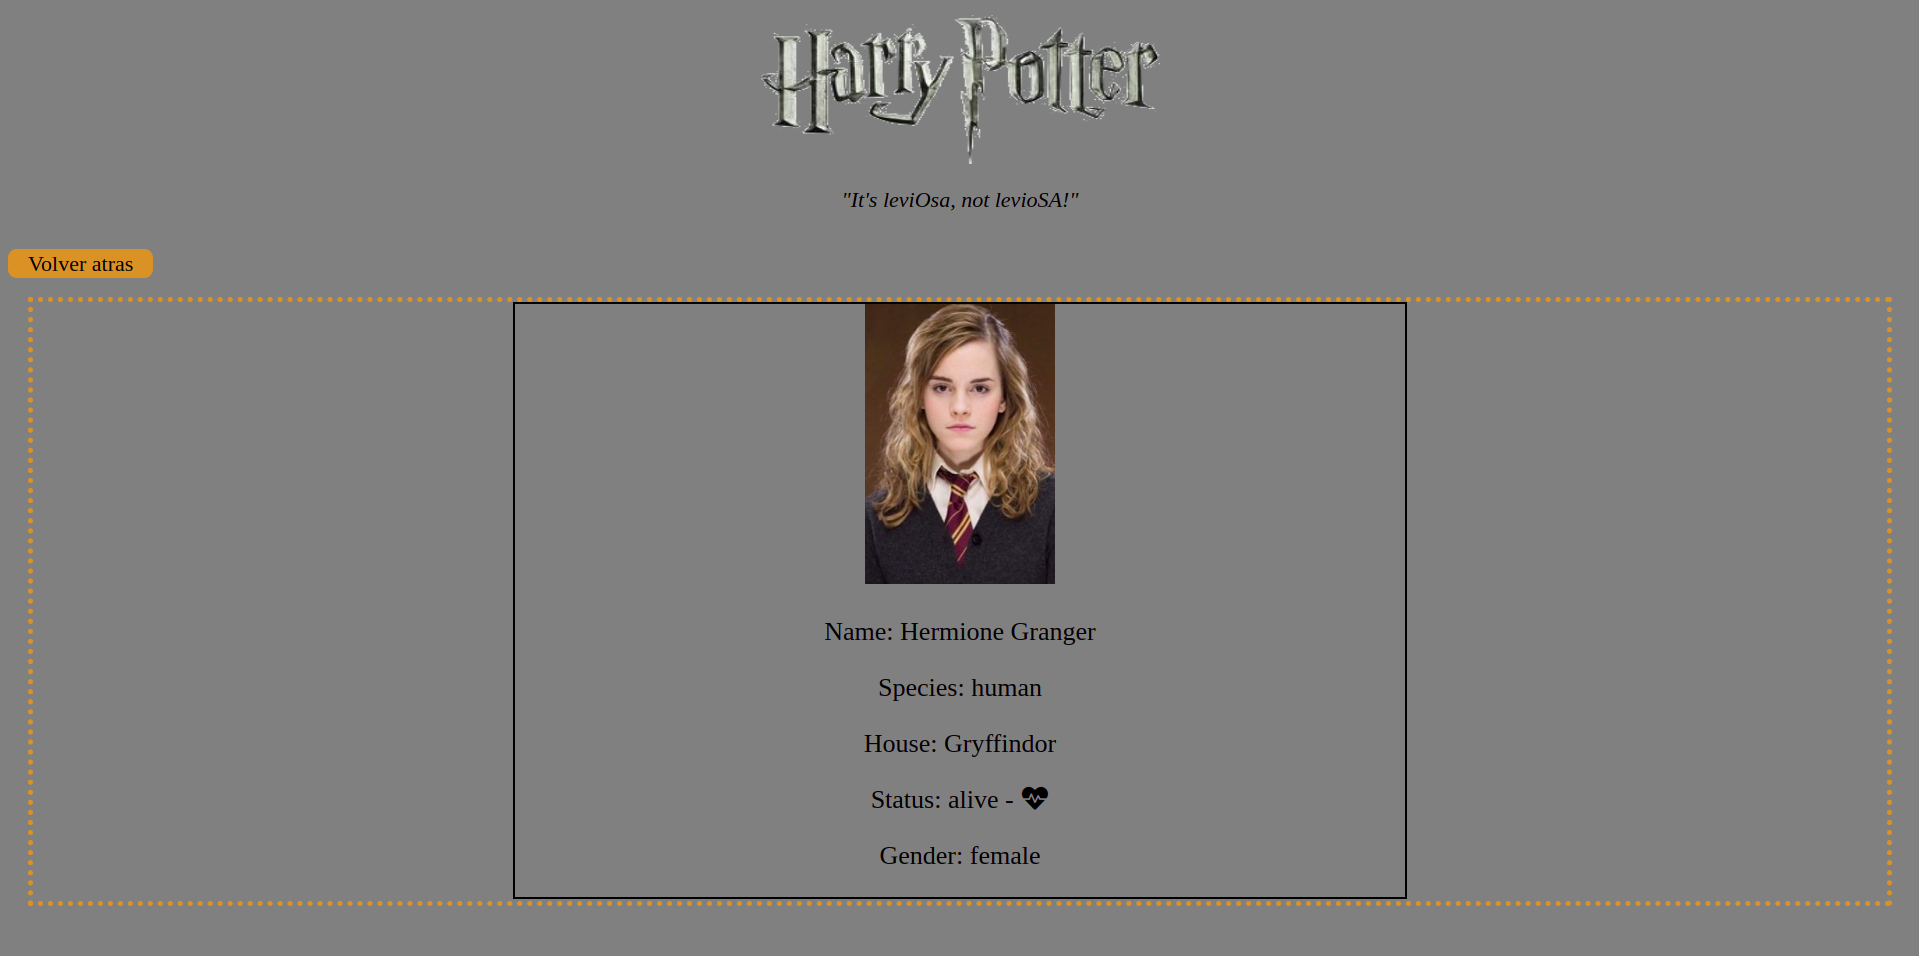 Harry Potter
"It's leviOsa, not levioSA!"
Volver atras
Name: Hermione Granger
Species: human
House: Gryffindor
Status: alive -
Gender: female